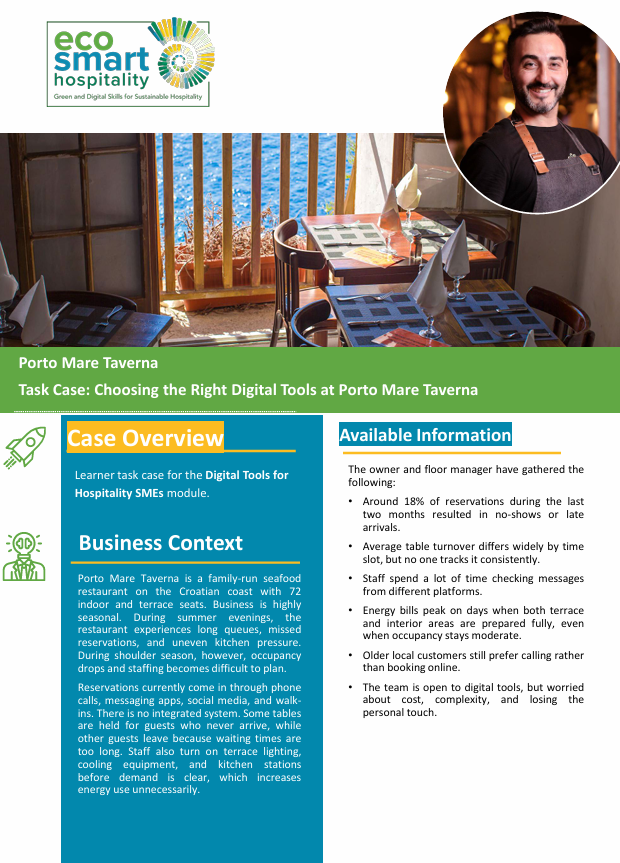 eco
smart
hospitality
Green and Digital Skills for Sustainable Hospitality
Porto Mare Taverna
Task Case: Choosing the Right Digital Tools at Porto Mare Taverna
Case Overview
Learner task case for the Digital Tools for
Hospitality SMEs module.
Business Context
Porto Mare Taverna is a family-run seafood
restaurant on the Croatian coast with 72
indoor and terrace seats. Business is highly
seasonal. During summer evenings, the
restaurant experiences long queues, missed
reservations, and uneven kitchen pressure.
During shoulder season, however, occupancy
drops and staffing becomes difficult to plan.
Reservations currently come in through phone
calls, messaging apps, social media, and walk-
ins. There is no integrated system. Some tables
are held for guests who never arrive, while
other guests leave because waiting times are
too long. Staff also turn on terrace lighting,
cooling equipment, and kitchen stations
before demand is clear, which increases
energy use unnecessarily.
Available Information
The owner and floor manager have gathered the
following:
• Around 18% of reservations during the last
two months resulted in no-shows or late
arrivals.
• Average table turnover differs widely by time
slot, but no one tracks it consistently.
• Staff spend a lot of time checking messages
from different platforms.
• Energy bills peak on days when both terrace
and interior areas are prepared fully, even
when occupancy stays moderate.
• Older local customers still prefer calling rather
than booking online.
• The team is open to digital tools, but worried
about cost, complexity, and losing the
personal touch.